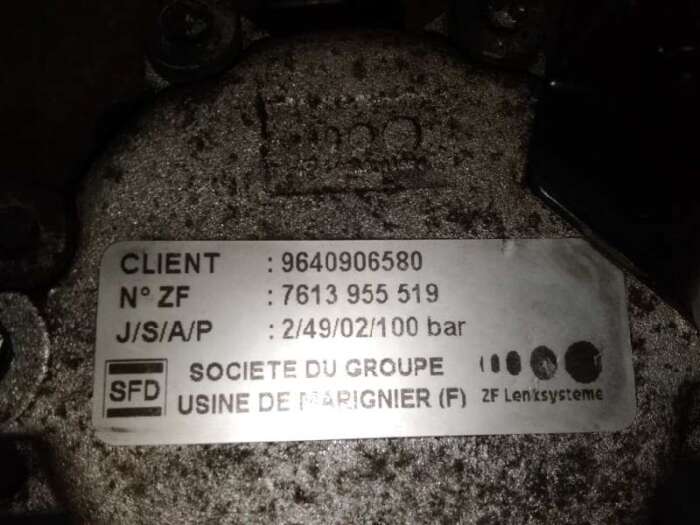 CLIENT : 9640906580
N° ZF : 7613 955 519
J/S/A/P : 2/49/02/100 bar
SFD
SOCIETE DU GROUPE
USINE DE MARIGNIER (F)
ZF Lenksysteme